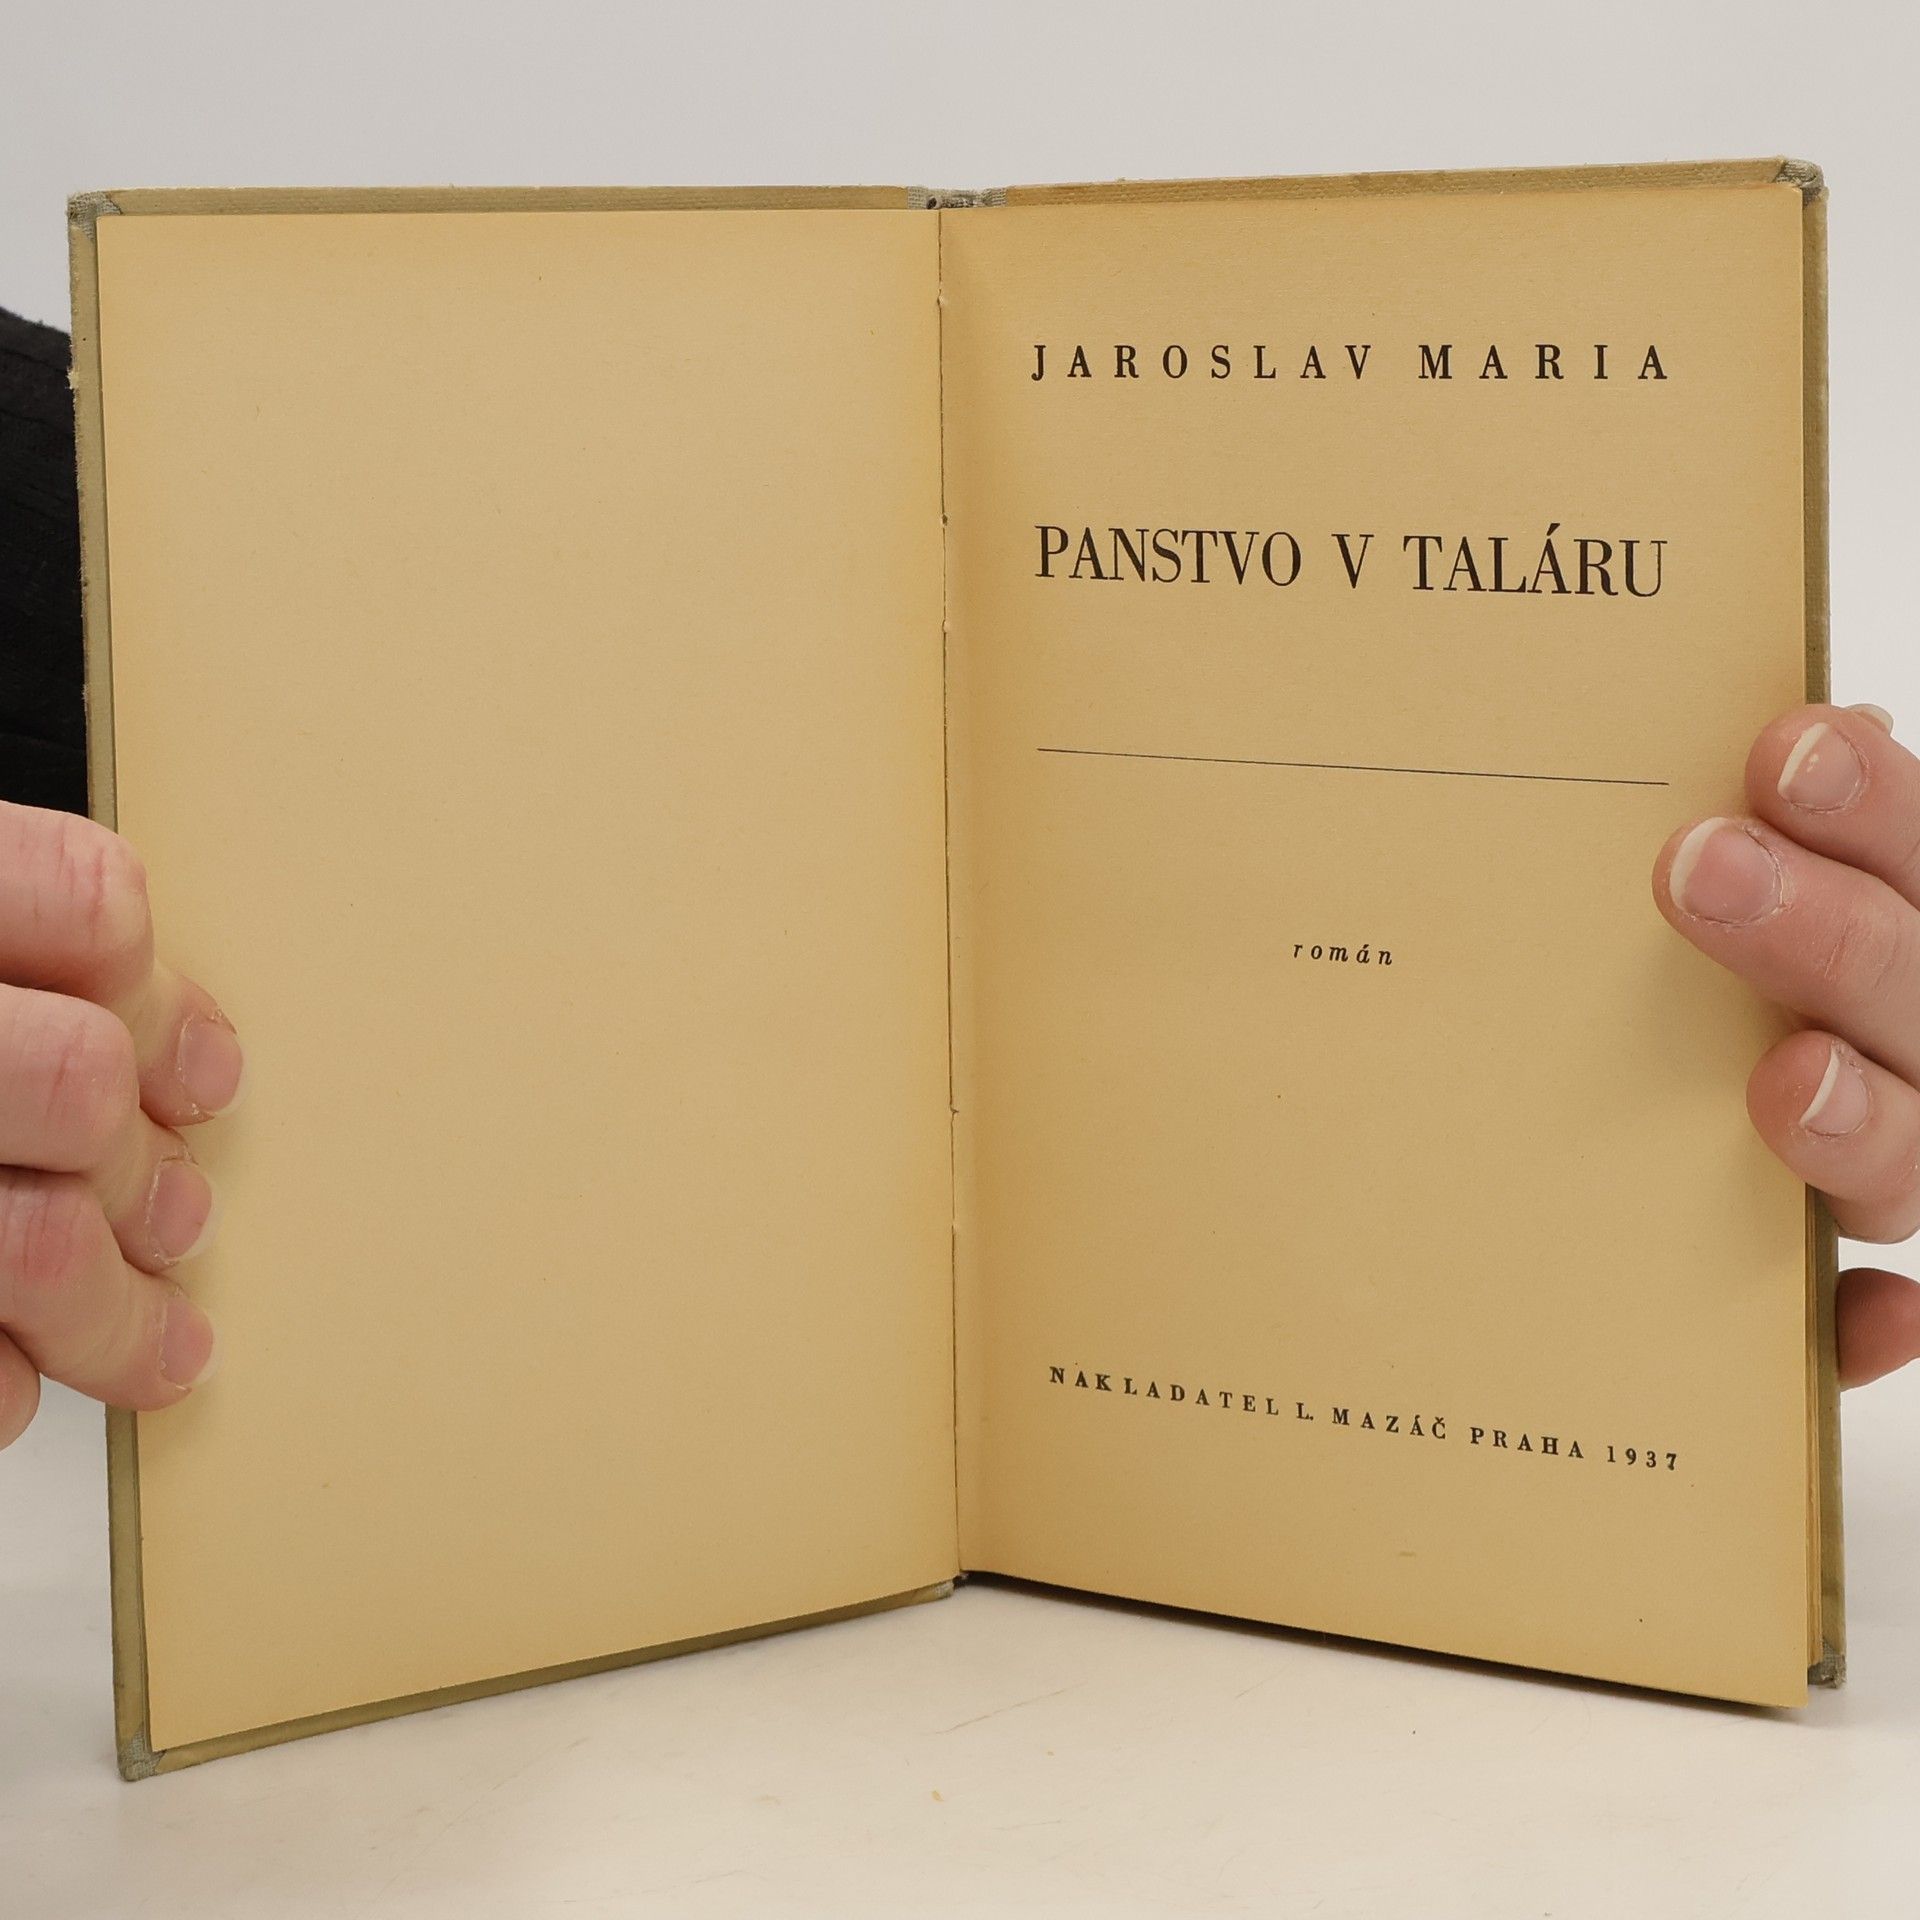 JAROSLAV MARIA
PANSTVO V TALÁRU
román
NAKLADATEL L. MAZÁČ PRAHA 1937